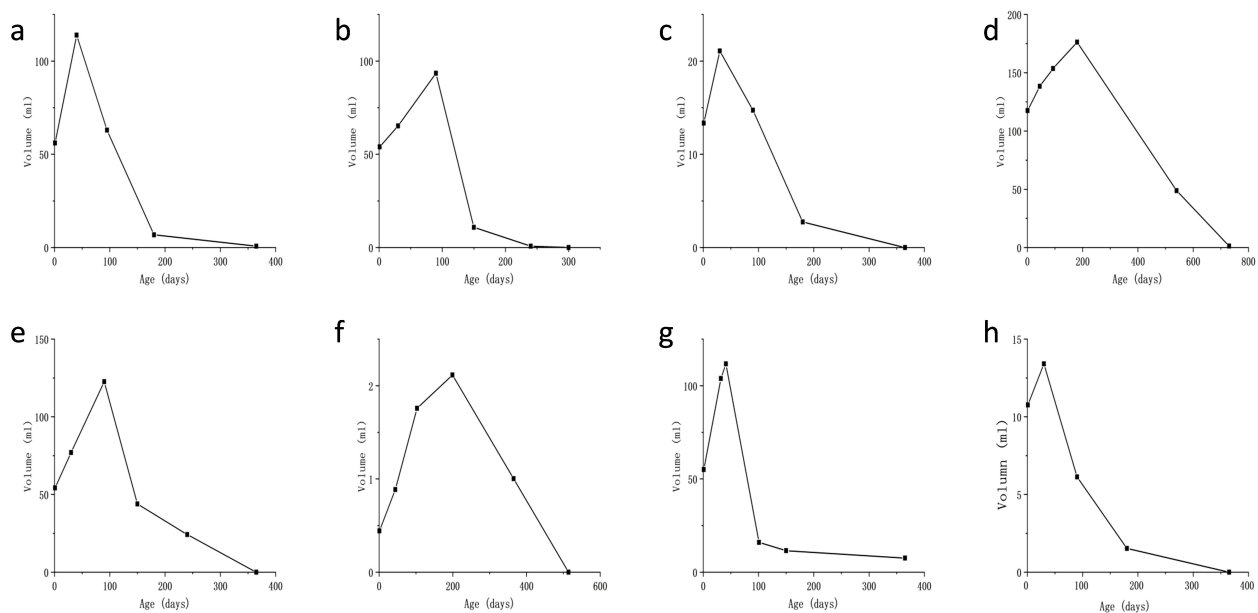 a
100
50
0
0 100 200 300 400
Volume (ml)
Age (days)
b
100
50
0
0 100 200 300
Volume (ml)
Age (days)
c
20
10
0
0 100 200 300 400
Volume (ml)
Age (days)
d
200
150
100
50
0
0 200 400 600 800
Volume (ml)
Age (days)
e
150
100
50
0
0 100 200 300 400
Volume (ml)
Age (days)
f
2
1
0
0 200 400 600
Volume (ml)
Age (days)
g
100
50
0
0 100 200 300 400
Volume (ml)
Age (days)
h
15
10
5
0
0 100 200 300 400
Volumn (ml)
Age (days)